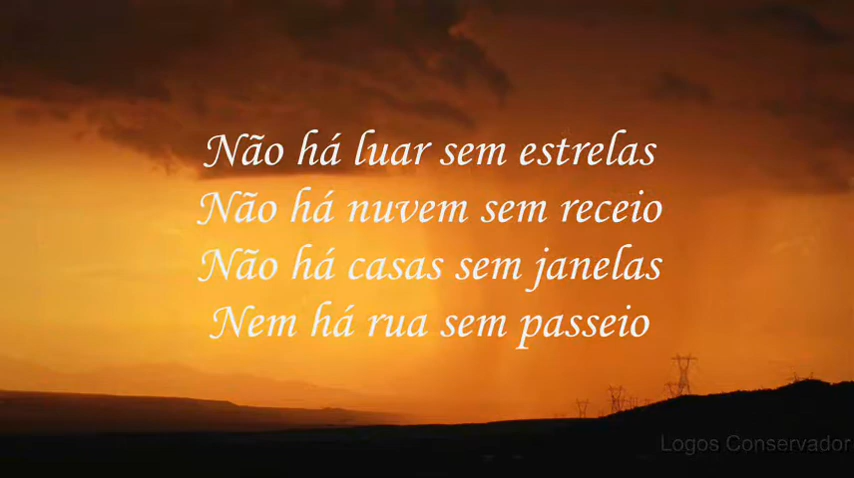 Não há luar sem estrelas
Não há nuvem sem receio
Não há casas sem janelas
Nem há rua sem passeio
Logos Conservador